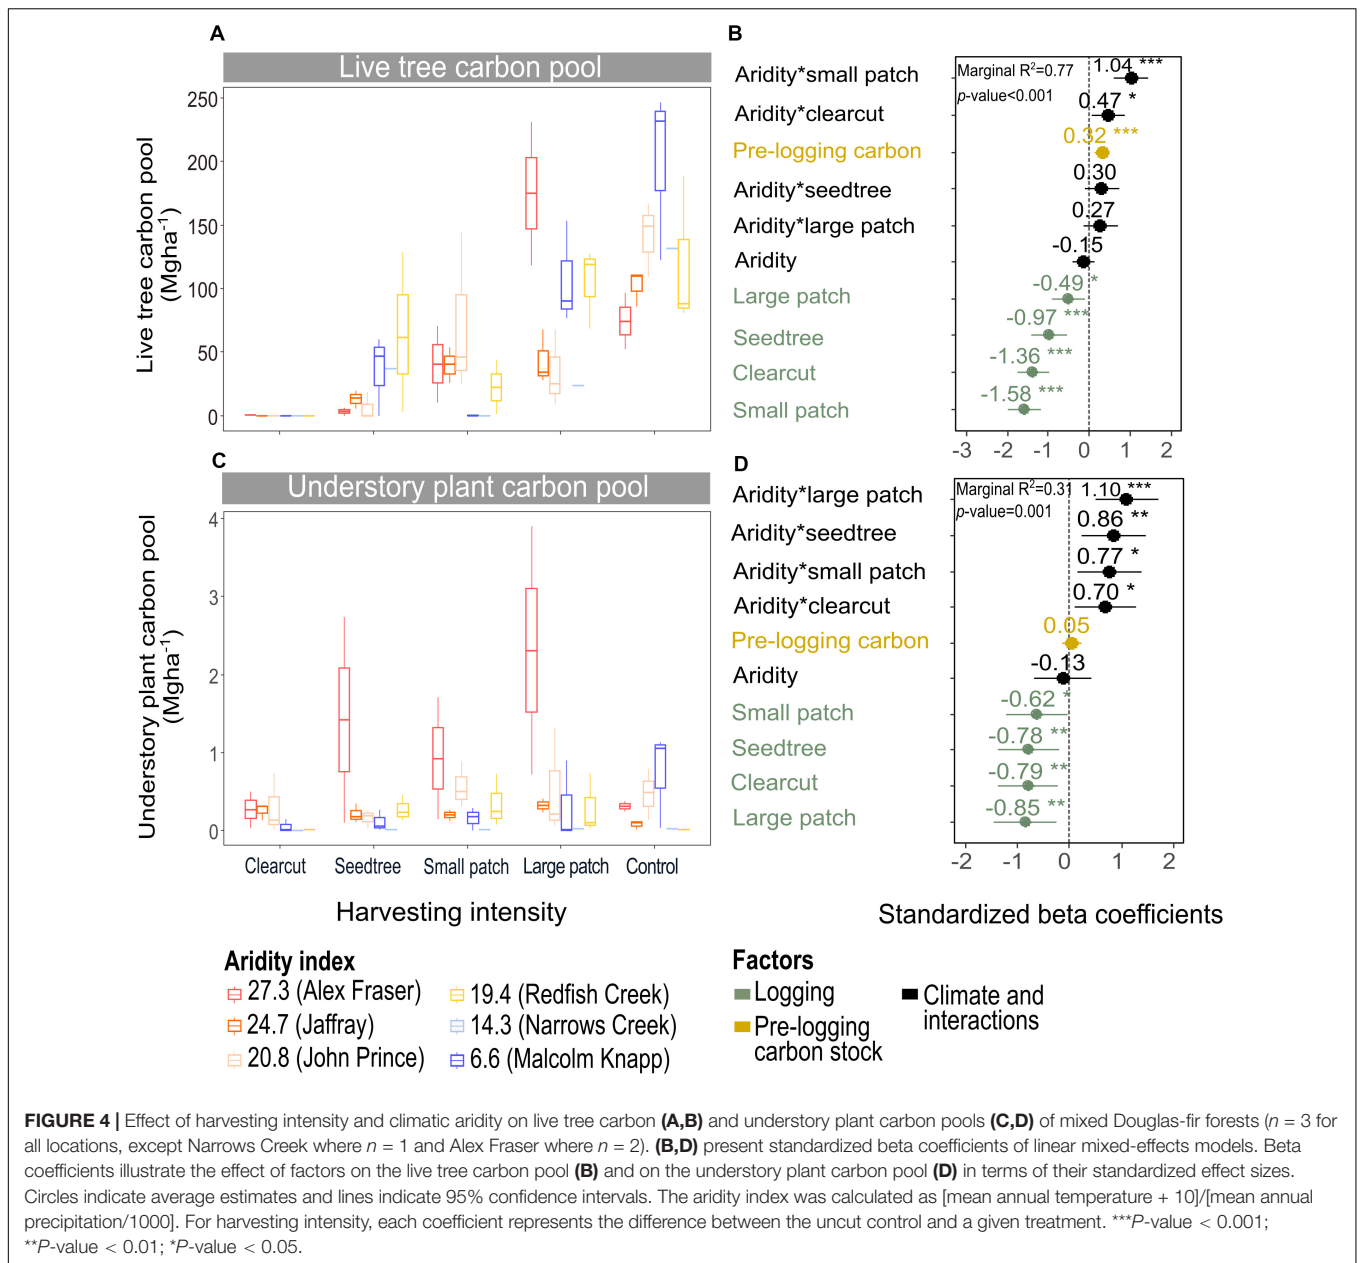 A
Live tree carbon pool
Live tree carbon pool
(Mgha-1)
250
200
150
100
50
0
B
Aridity*small patch
Aridity*clearcut
Pre-logging carbon
Aridity*seedtree
Aridity*large patch
Aridity
Large patch
Seedtree
Clearcut
Small patch
Marginal R2=0.77
p-value<0.001
1.04 ***
0.47 *
0.32 ***
0.30
0.27
-0.15
-0.49 *
-0.97 ***
-1.36 ***
-1.58 ***
-3 -2 -1 0 1 2
C
Understory plant carbon pool
Understory plant carbon pool
(Mgha-1)
4
3
2
1
0
Clearcut Seedtree Small patch Large patch Control
Harvesting intensity
D
Aridity*large patch
Aridity*seedtree
Aridity*small patch
Aridity*clearcut
Pre-logging carbon
Aridity
Small patch
Seedtree
Clearcut
Large patch
Marginal R2=0.31
p-value=0.001
1.10 ***
0.86 **
0.77 *
0.70 *
0.05
-0.13
-0.62 *
-0.78 **
-0.79 **
-0.85 **
-2 -1 0 1 2
Standardized beta coefficients
Aridity index
27.3 (Alex Fraser)
24.7 (Jaffray)
20.8 (John Prince)
19.4 (Redfish Creek)
14.3 (Narrows Creek)
6.6 (Malcolm Knapp)
Factors
Logging
Pre-logging
carbon stock
Climate and
interactions
FIGURE 4 | Effect of harvesting intensity and climatic aridity on live tree carbon (A,B) and understory plant carbon pools (C,D) of mixed Douglas-fir forests (n = 3 for
all locations, except Narrows Creek where n = 1 and Alex Fraser where n = 2). (B,D) present standardized beta coefficients of linear mixed-effects models. Beta
coefficients illustrate the effect of factors on the live tree carbon pool (B) and on the understory plant carbon pool (D) in terms of their standardized effect sizes.
Circles indicate average estimates and lines indicate 95% confidence intervals. The aridity index was calculated as [mean annual temperature + 10]/[mean annual
precipitation/1000]. For harvesting intensity, each coefficient represents the difference between the uncut control and a given treatment. ***P-value < 0.001;
**P-value < 0.01; *P-value < 0.05.